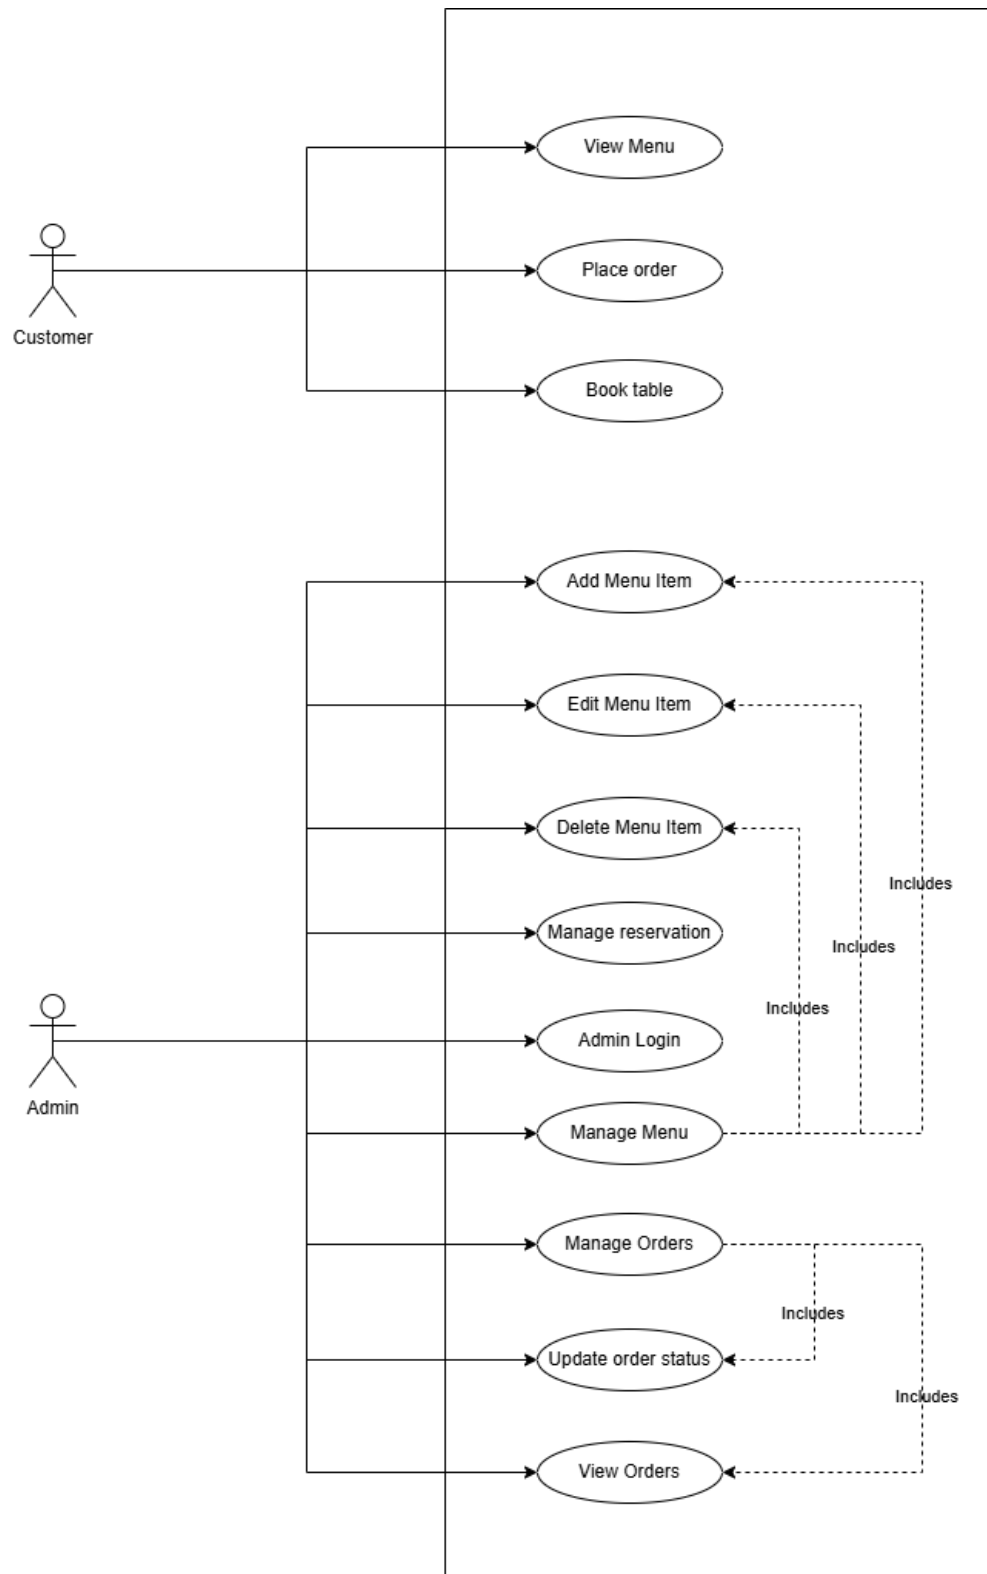 View Menu
Place order
Customer
Book table
Add Menu Item
Edit Menu Item
Delete Menu Item
Includes
Manage reservation
Includes
Includes
Admin Login
Admin
Manage Menu
Manage Orders
Includes
Update order status
Includes
View Orders